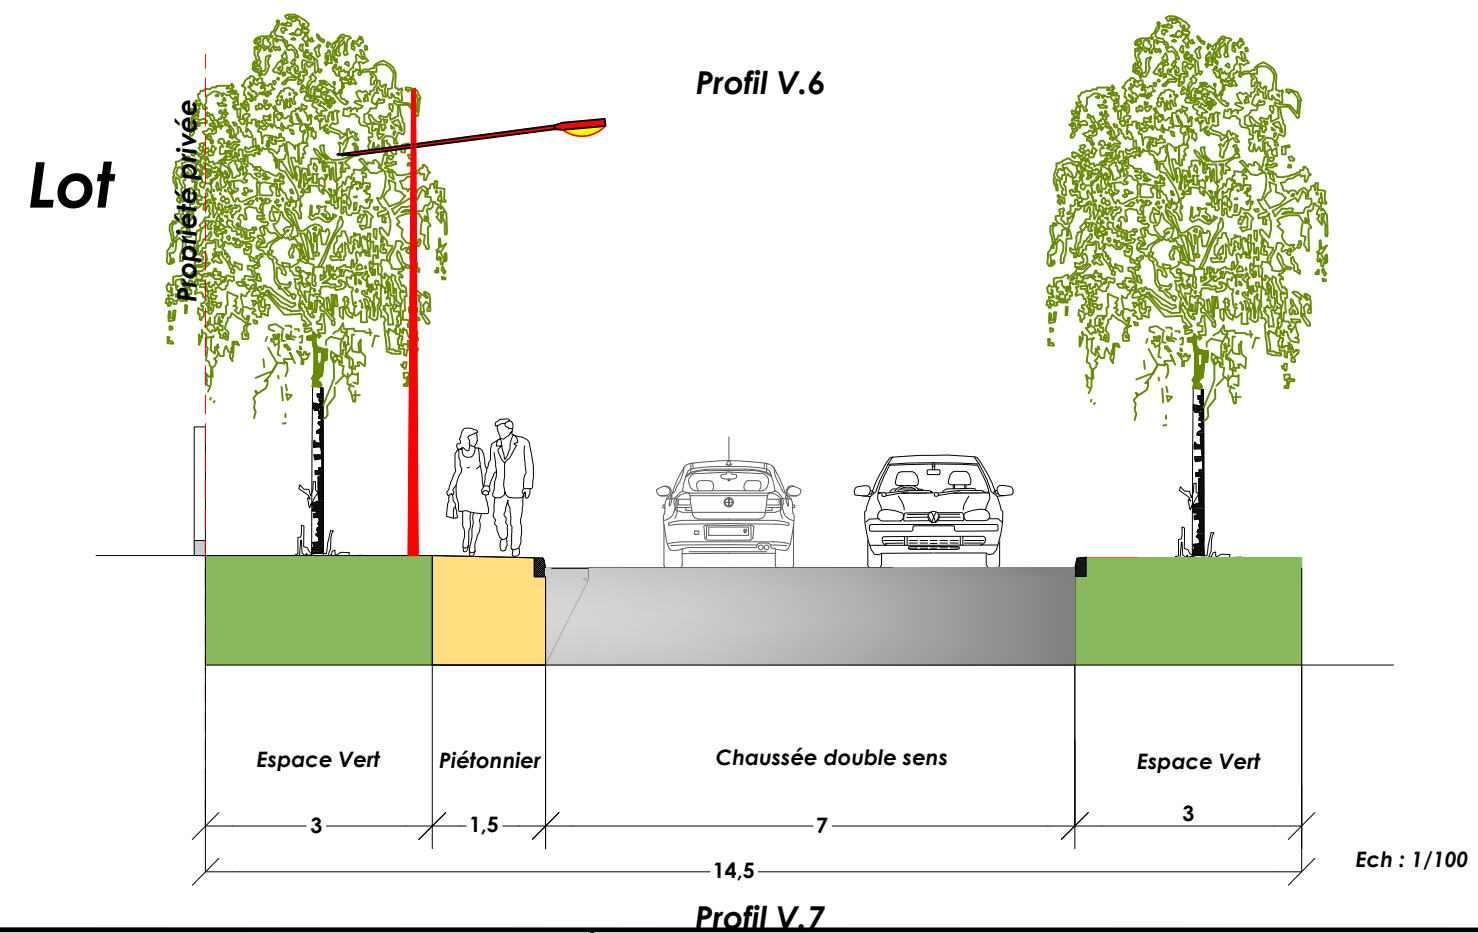 Profil V.6
Propriété privée
Lot
Espace Vert
Piétonnier
Chaussée double sens
Espace Vert
3
1,5
7
3
14,5
Ech : 1/100
Profil V.7